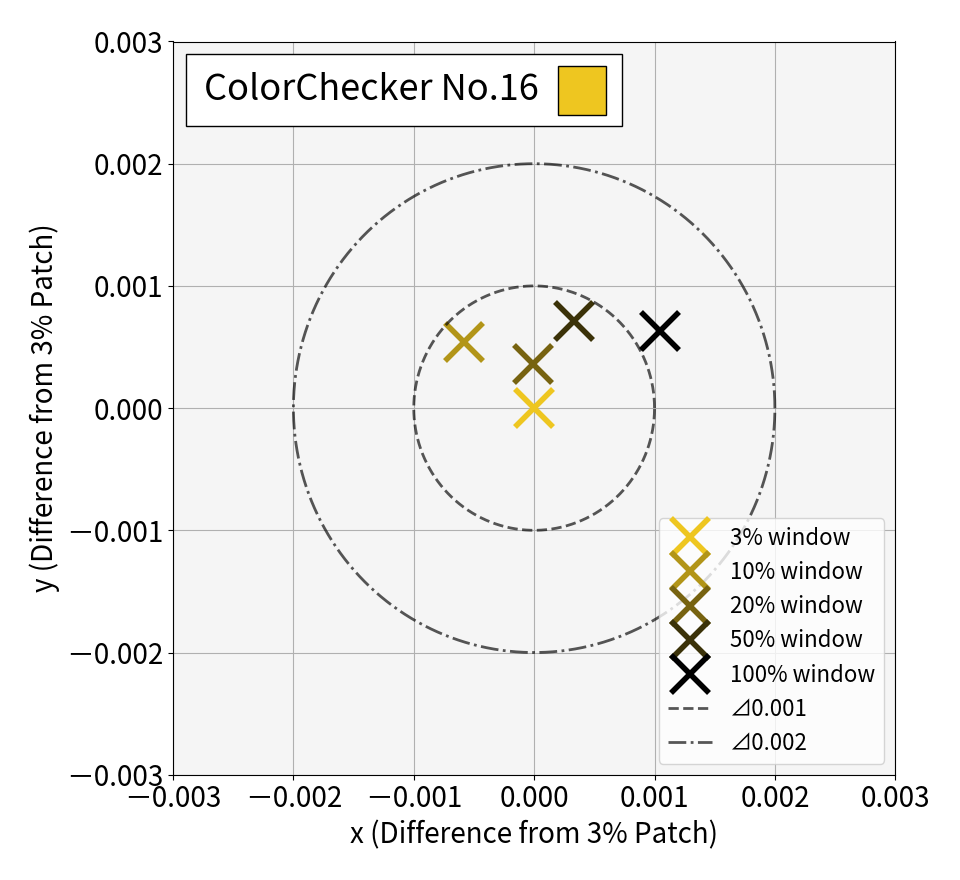 ColorChecker No.16
0.003
0.002
0.001
0.000
−0.001
−0.002
−0.003
y (Difference from 3% Patch)
3% window
10% window
20% window
50% window
100% window
⊿0.001
⊿0.002
−0.003 −0.002 −0.001 0.000 0.001 0.002 0.003
x (Difference from 3% Patch)